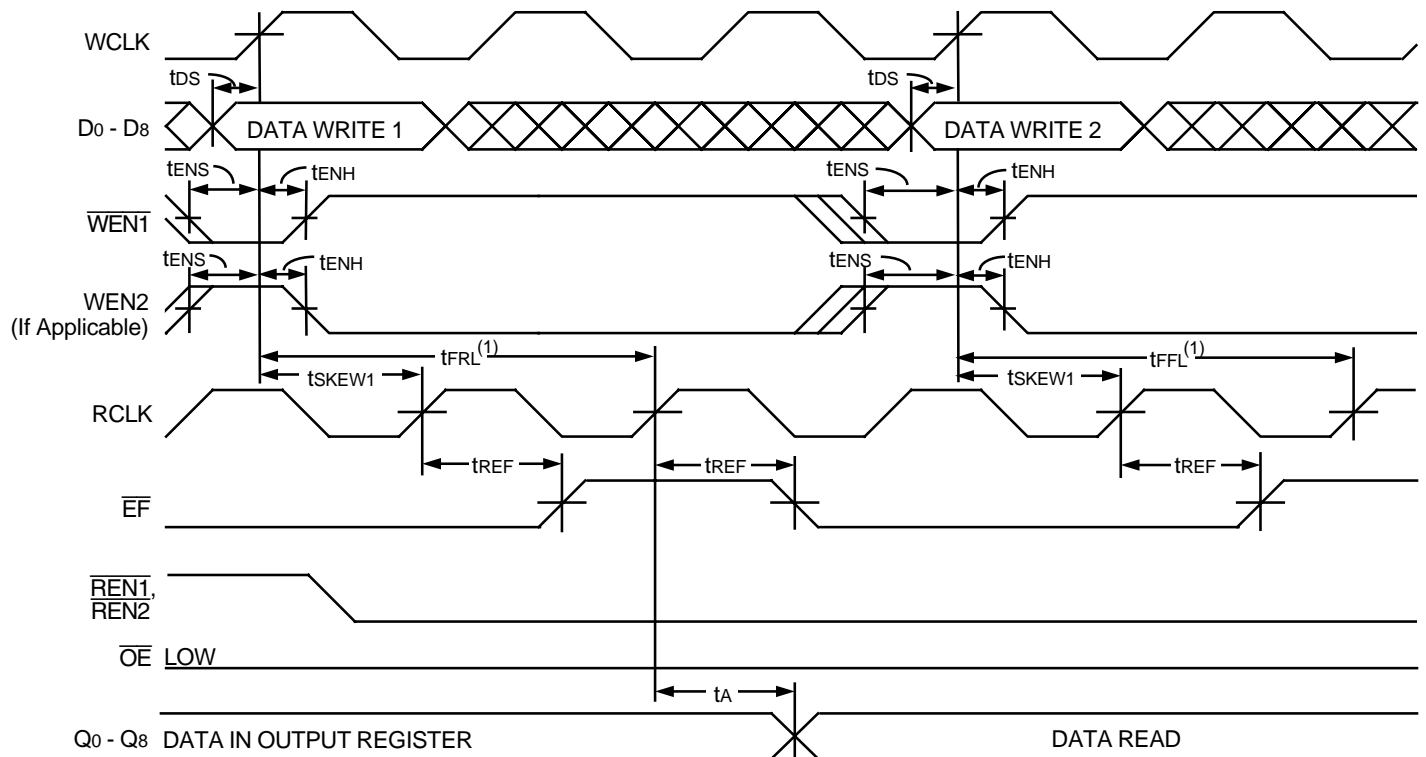 WCLK
tDS tDS
D0 - D8 DATA WRITE 1 DATA WRITE 2
tENS tENH tENS tENH
WEN1
tENS tENH tENS tENH
WEN2
(If Applicable)
tFRL(1) tFFL(1)
tSKEW1 tSKEW1
RCLK
tREF tREF tREF
EF
REN1,
REN2
OE LOW
tA
Q0 - Q8 DATA IN OUTPUT REGISTER DATA READ